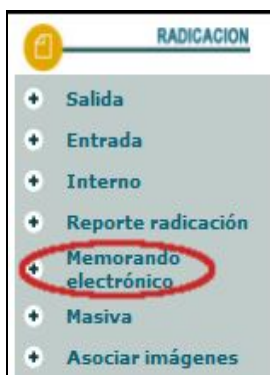 RADICACION
Salida
Entrada
Interno
Reporte radicación
Memorando
electrónico
Masiva
Asociar imágenes